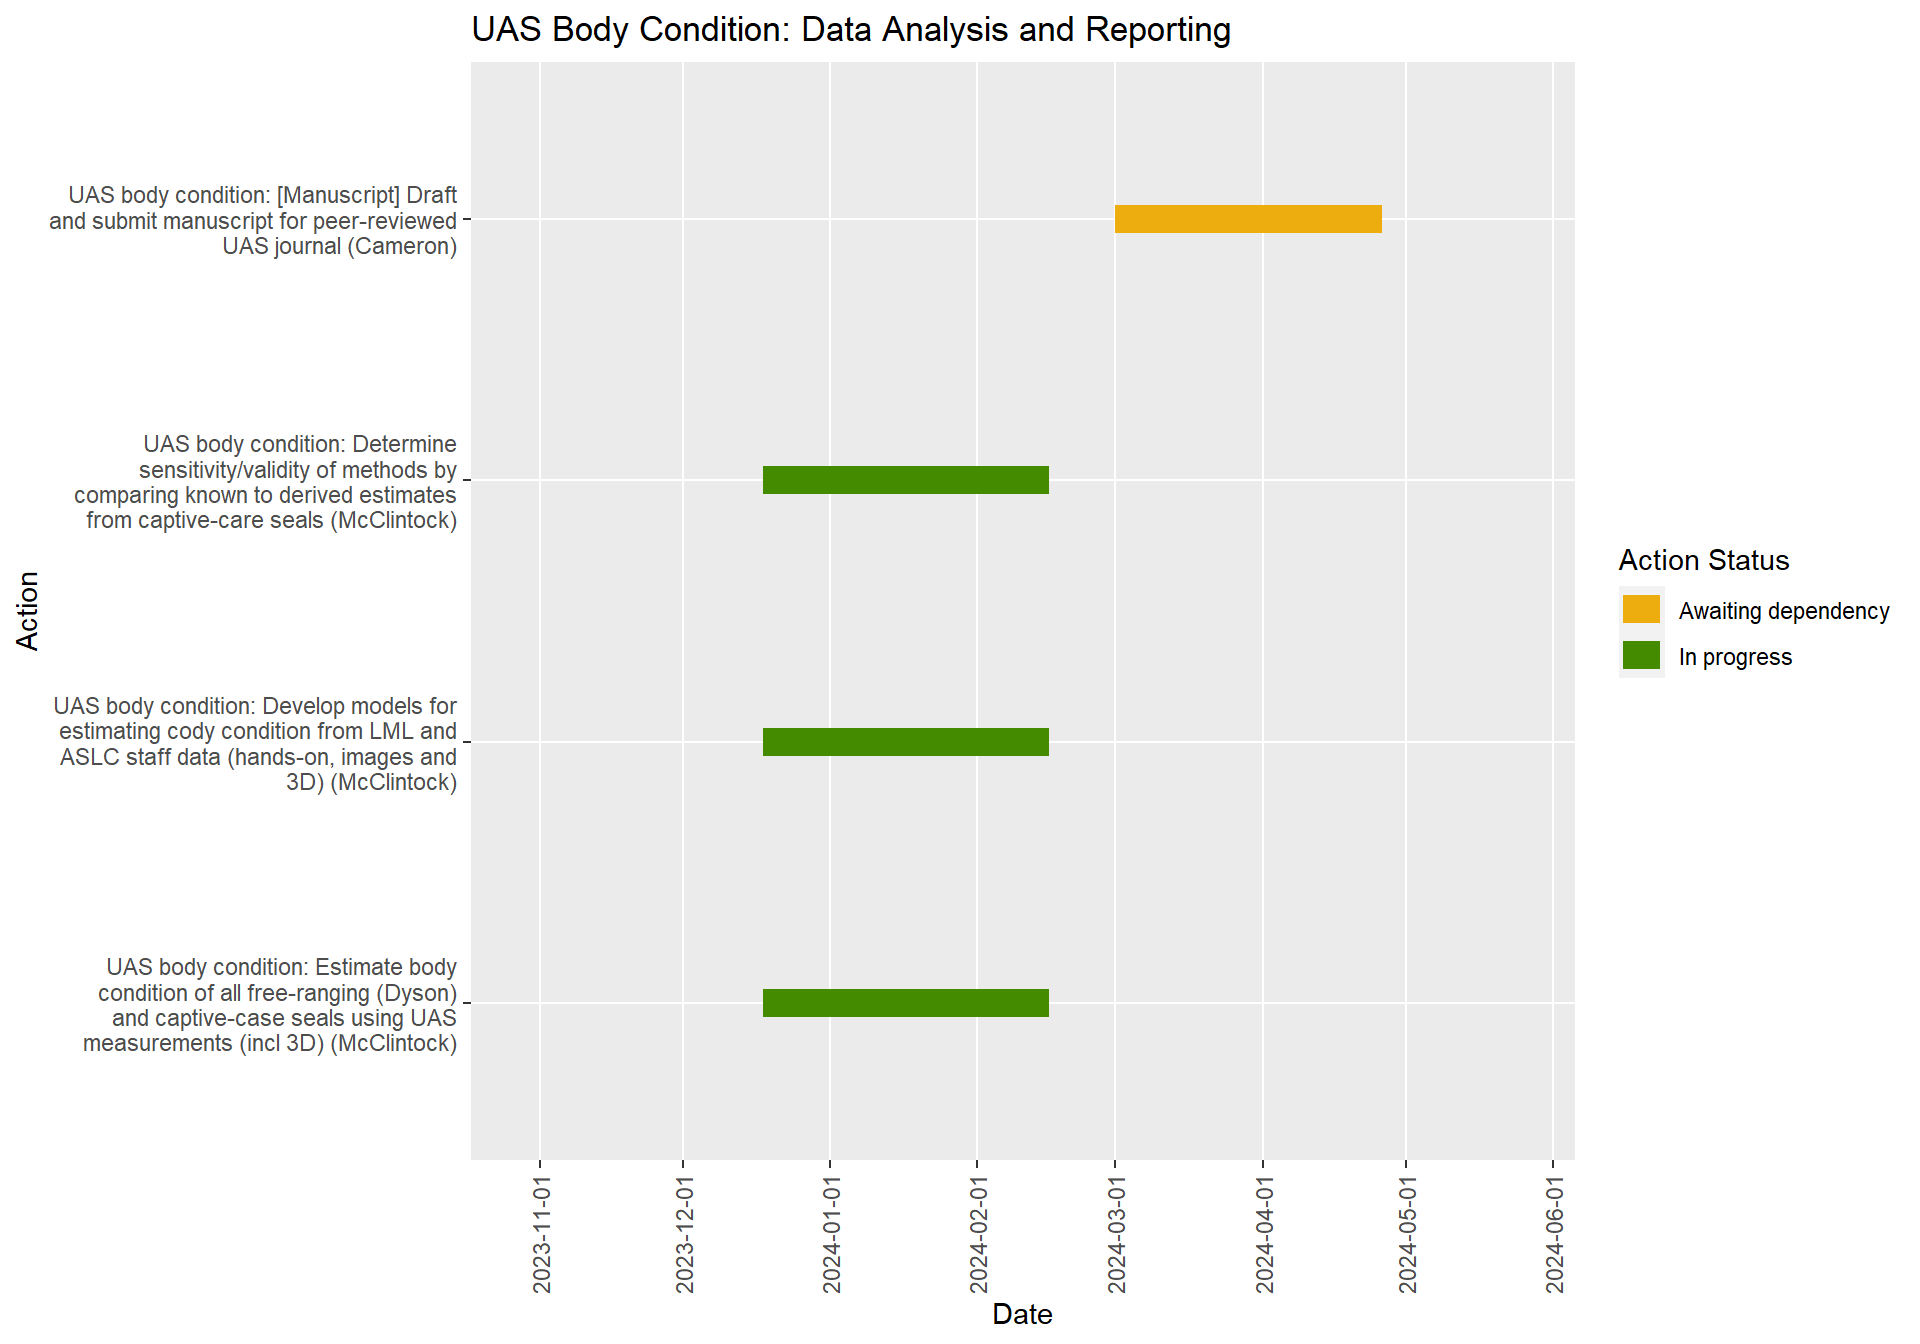 UAS Body Condition: Data Analysis and Reporting
UAS body condition: [Manuscript] Draft
and submit manuscript for peer-reviewed
UAS journal (Cameron)
UAS body condition: Determine
sensitivity/validity of methods by
comparing known to derived estimates
from captive-care seals (McClintock)
UAS body condition: Develop models for
estimating cody condition from LML and
ASLC staff data (hands-on, images and
3D) (McClintock)
UAS body condition: Estimate body
condition of all free-ranging (Dyson)
and captive-case seals using UAS
measurements (incl 3D) (McClintock)
Action
2023-11-01
2023-12-01
2024-01-01
2024-02-01
2024-03-01
2024-04-01
2024-05-01
2024-06-01
Date
Action Status
Awaiting dependency
In progress